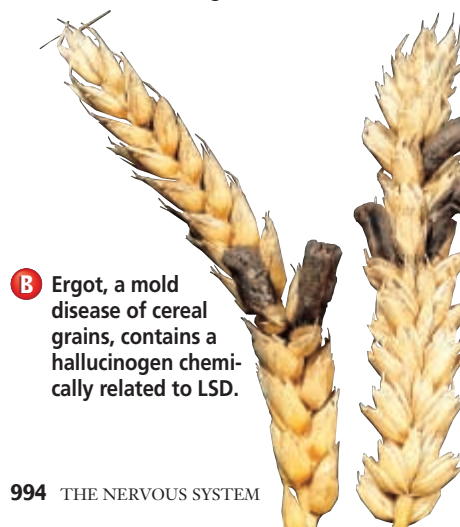 B Ergot, a mold
disease of cereal
grains, contains a
hallucinogen chemi-
cally related to LSD.
994 THE NERVOUS SYSTEM